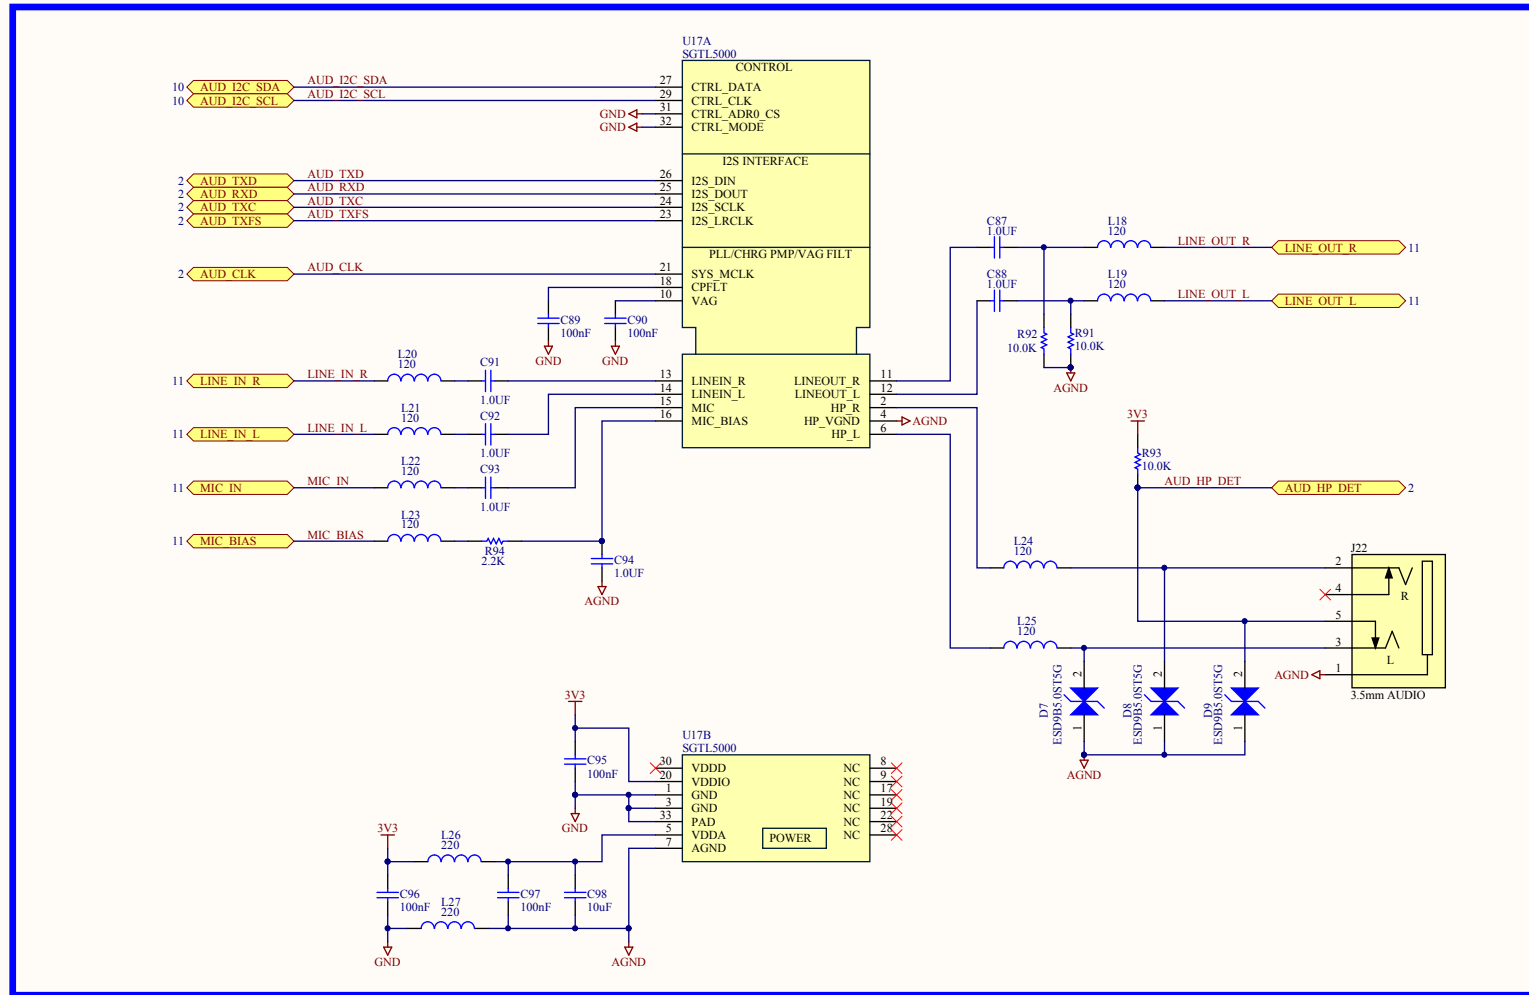 U17A
SGTL5000
CONTROL
10 AUD_I2C_SDA AUD_I2C_SDA 27 CTRL_DATA
10 AUD_I2C_SCL AUD_I2C_SCL 29 CTRL_CLK
GND 31 CTRL_ADR0_CS
GND 32 CTRL_MODE
I2S INTERFACE
2 AUD_TXD AUD_TXD 26 I2S_DIN
2 AUD_RXD AUD_RXD 25 I2S_DOUT
2 AUD_TXC AUD_TXC 24 I2S_SCLK
2 AUD_TXFS AUD_TXFS 23 I2S_LRCLK
PLL/CHRG PMP/VAG FILT
2 AUD_CLK AUD_CLK 21 SYS_MCLK
18 CPFLT
10 VAG
C89
100nF
GND
C90
100nF
GND
C87
1.0UF
L18
120
LINE_OUT_R LINE_OUT_R 11
C88
1.0UF
L19
120
LINE_OUT_L LINE_OUT_L 11
R92
10.0K
R91
10.0K
AGND
L20
120
C91
1.0UF
11 LINE_IN_R LINE_IN_R 13 LINEIN_R LINEOUT_R 11
14 LINEIN_L LINEOUT_L 12
15 MIC HP_R 2
16 MIC_BIAS HP_VGND 4 AGND
HP_L 6
L21
120
C92
1.0UF
11 LINE_IN_L LINE_IN_L
L22
120
C93
1.0UF
11 MIC_IN MIC_IN
L23
120
11 MIC_BIAS MIC_BIAS
R94
2.2K
C94
1.0UF
AGND
3V3
R93
10.0K
AUD_HP_DET AUD_HP_DET 2
L24
120
L25
120
J22
2
4
R
5
3
L
AGND 1
3.5mm AUDIO
D7
ESD9B5.0ST5G
2
1
D8
ESD9B5.0ST5G
2
1
D9
ESD9B5.0ST5G
2
1
AGND
3V3
C95
100nF
GND
U17B
SGTL5000
30 VDDD NC 8
20 VDDIO NC 9
1 GND NC 17
3 GND NC 19
33 PAD NC 22
5 VDDA NC 28
7 AGND
POWER
3V3
L26
220
C96
100nF
L27
220
C97
100nF
C98
10uF
GND
AGND